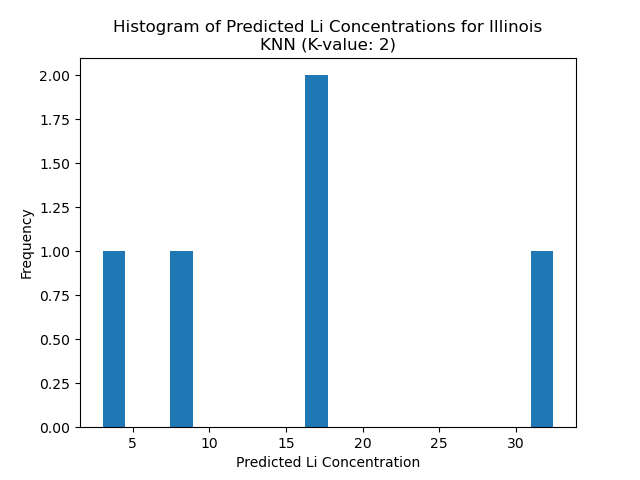 Histogram of Predicted Li Concentrations for Illinois
KNN (K-value: 2)
2.00
1.75
1.50
1.25
1.00
0.75
0.50
0.25
0.00
Frequency
5 10 15 20 25 30
Predicted Li Concentration